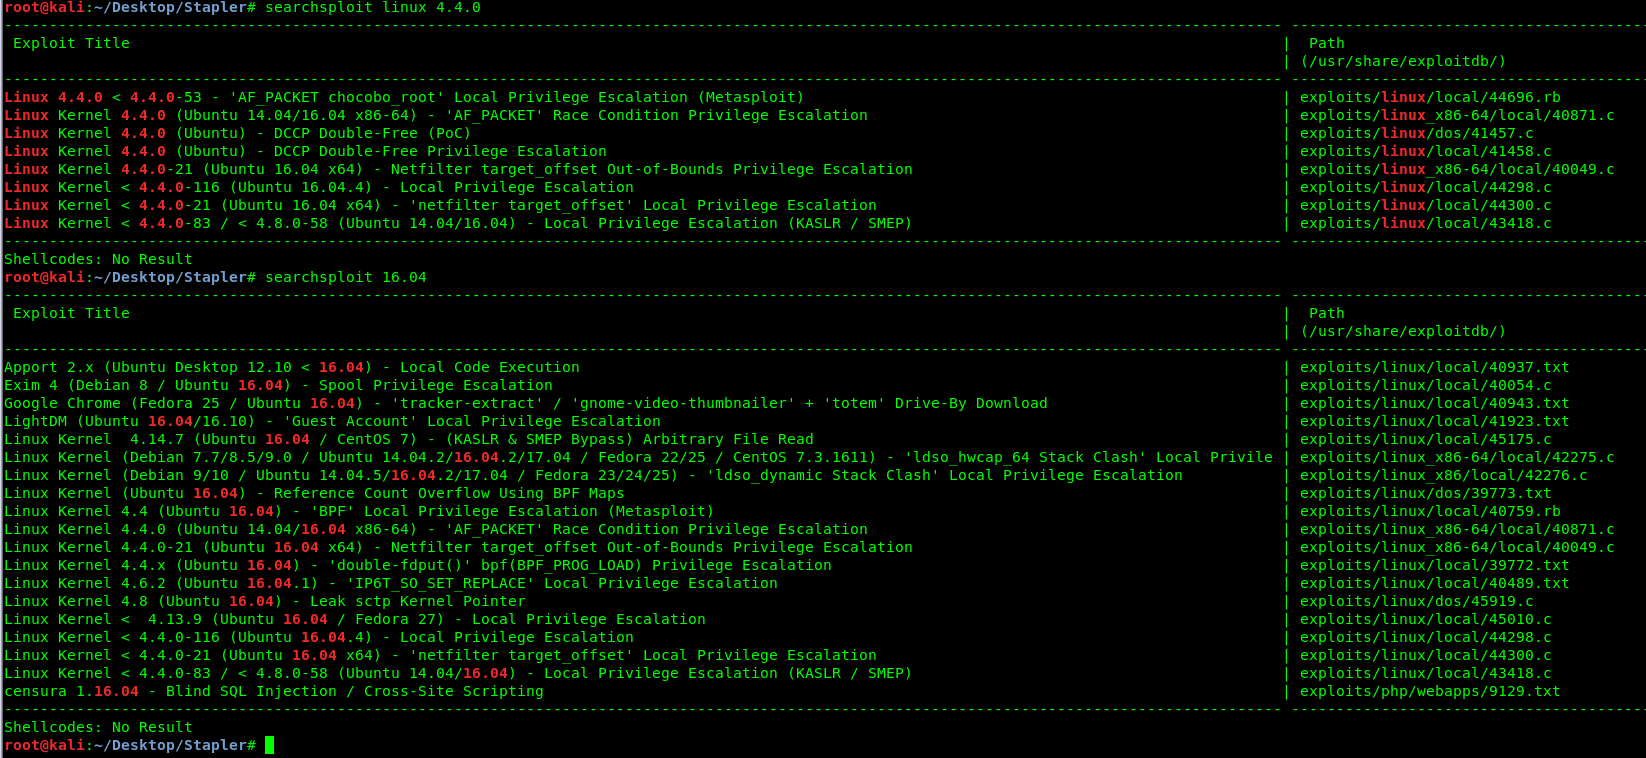 root@kali:~/Desktop/Stapler# searchsploit linux 4.4.0
--------------------------------------------------------------------------------------------------------------------------------------------- ---------------------------------------
 Exploit Title | Path
 | (/usr/share/exploitdb/)
--------------------------------------------------------------------------------------------------------------------------------------------- ---------------------------------------
Linux 4.4.0 < 4.4.0-53 - 'AF_PACKET chocobo_root' Local Privilege Escalation (Metasploit) | exploits/linux/local/44696.rb
Linux Kernel 4.4.0 (Ubuntu 14.04/16.04 x86-64) - 'AF_PACKET' Race Condition Privilege Escalation | exploits/linux_x86-64/local/40871.c
Linux Kernel 4.4.0 (Ubuntu) - DCCP Double-Free (PoC) | exploits/linux/dos/41457.c
Linux Kernel 4.4.0 (Ubuntu) - DCCP Double-Free Privilege Escalation | exploits/linux/local/41458.c
Linux Kernel 4.4.0-21 (Ubuntu 16.04 x64) - Netfilter target_offset Out-of-Bounds Privilege Escalation | exploits/linux_x86-64/local/40049.c
Linux Kernel < 4.4.0-116 (Ubuntu 16.04.4) - Local Privilege Escalation | exploits/linux/local/44298.c
Linux Kernel < 4.4.0-21 (Ubuntu 16.04 x64) - 'netfilter target_offset' Local Privilege Escalation | exploits/linux/local/44300.c
Linux Kernel < 4.4.0-83 / < 4.8.0-58 (Ubuntu 14.04/16.04) - Local Privilege Escalation (KASLR / SMEP) | exploits/linux/local/43418.c
--------------------------------------------------------------------------------------------------------------------------------------------- ---------------------------------------
Shellcodes: No Result
root@kali:~/Desktop/Stapler# searchsploit 16.04
--------------------------------------------------------------------------------------------------------------------------------------------- ---------------------------------------
 Exploit Title | Path
 | (/usr/share/exploitdb/)
--------------------------------------------------------------------------------------------------------------------------------------------- ---------------------------------------
Apport 2.x (Ubuntu Desktop 12.10 < 16.04) - Local Code Execution | exploits/linux/local/40937.txt
Exim 4 (Debian 8 / Ubuntu 16.04) - Spool Privilege Escalation | exploits/linux/local/40054.c
Google Chrome (Fedora 25 / Ubuntu 16.04) - 'tracker-extract' / 'gnome-video-thumbnailer' + 'totem' Drive-By Download | exploits/linux/local/40943.txt
LightDM (Ubuntu 16.04/16.10) - 'Guest Account' Local Privilege Escalation | exploits/linux/local/41923.txt
Linux Kernel  4.14.7 (Ubuntu 16.04 / CentOS 7) - (KASLR & SMEP Bypass) Arbitrary File Read | exploits/linux/local/45175.c
Linux Kernel (Debian 7.7/8.5/9.0 / Ubuntu 14.04.2/16.04.2/17.04 / Fedora 22/25 / CentOS 7.3.1611) - 'ldso_hwcap_64 Stack Clash' Local Privile | exploits/linux_x86-64/local/42275.c
Linux Kernel (Debian 9/10 / Ubuntu 14.04.5/16.04.2/17.04 / Fedora 23/24/25) - 'ldso_dynamic Stack Clash' Local Privilege Escalation | exploits/linux_x86/local/42276.c
Linux Kernel (Ubuntu 16.04) - Reference Count Overflow Using BPF Maps | exploits/linux/dos/39773.txt
Linux Kernel 4.4 (Ubuntu 16.04) - 'BPF' Local Privilege Escalation (Metasploit) | exploits/linux/local/40759.rb
Linux Kernel 4.4.0 (Ubuntu 14.04/16.04 x86-64) - 'AF_PACKET' Race Condition Privilege Escalation | exploits/linux_x86-64/local/40871.c
Linux Kernel 4.4.0-21 (Ubuntu 16.04 x64) - Netfilter target_offset Out-of-Bounds Privilege Escalation | exploits/linux_x86-64/local/40049.c
Linux Kernel 4.4.x (Ubuntu 16.04) - 'double-fdput()' bpf(BPF_PROG_LOAD) Privilege Escalation | exploits/linux/local/39772.txt
Linux Kernel 4.6.2 (Ubuntu 16.04.1) - 'IP6T_SO_SET_REPLACE' Local Privilege Escalation | exploits/linux/local/40489.txt
Linux Kernel 4.8 (Ubuntu 16.04) - Leak sctp Kernel Pointer | exploits/linux/dos/45919.c
Linux Kernel <  4.13.9 (Ubuntu 16.04 / Fedora 27) - Local Privilege Escalation | exploits/linux/local/45010.c
Linux Kernel < 4.4.0-116 (Ubuntu 16.04.4) - Local Privilege Escalation | exploits/linux/local/44298.c
Linux Kernel < 4.4.0-21 (Ubuntu 16.04 x64) - 'netfilter target_offset' Local Privilege Escalation | exploits/linux/local/44300.c
Linux Kernel < 4.4.0-83 / < 4.8.0-58 (Ubuntu 14.04/16.04) - Local Privilege Escalation (KASLR / SMEP) | exploits/linux/local/43418.c
censura 1.16.04 - Blind SQL Injection / Cross-Site Scripting | exploits/php/webapps/9129.txt
--------------------------------------------------------------------------------------------------------------------------------------------- ---------------------------------------
Shellcodes: No Result
root@kali:~/Desktop/Stapler#